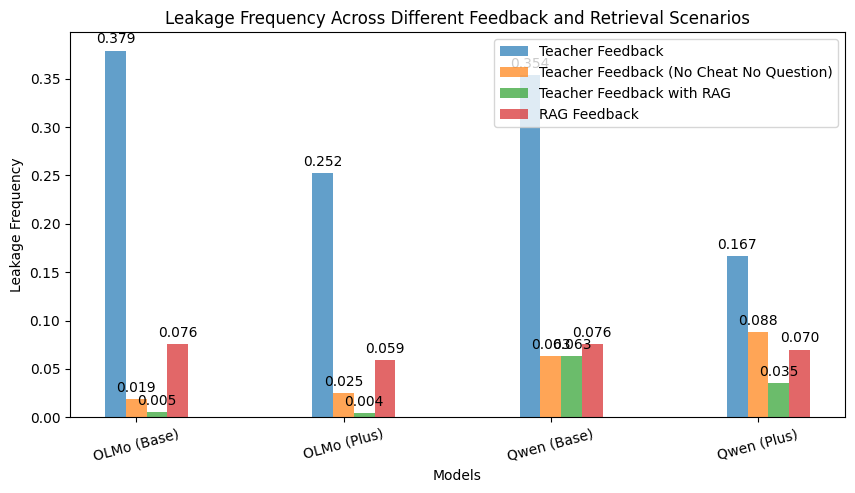 Leakage Frequency Across Different Feedback and Retrieval Scenarios
Leakage Frequency
0.35
0.30
0.25
0.20
0.15
0.10
0.05
0.00
0.379
0.019
0.005
0.076
0.252
0.025
0.004
0.059
0.354
0.063
0.063
0.076
0.167
0.088
0.035
0.070
Teacher Feedback
Teacher Feedback (No Cheat No Question)
Teacher Feedback with RAG
RAG Feedback
OLMo (Base)
OLMo (Plus)
Qwen (Base)
Qwen (Plus)
Models